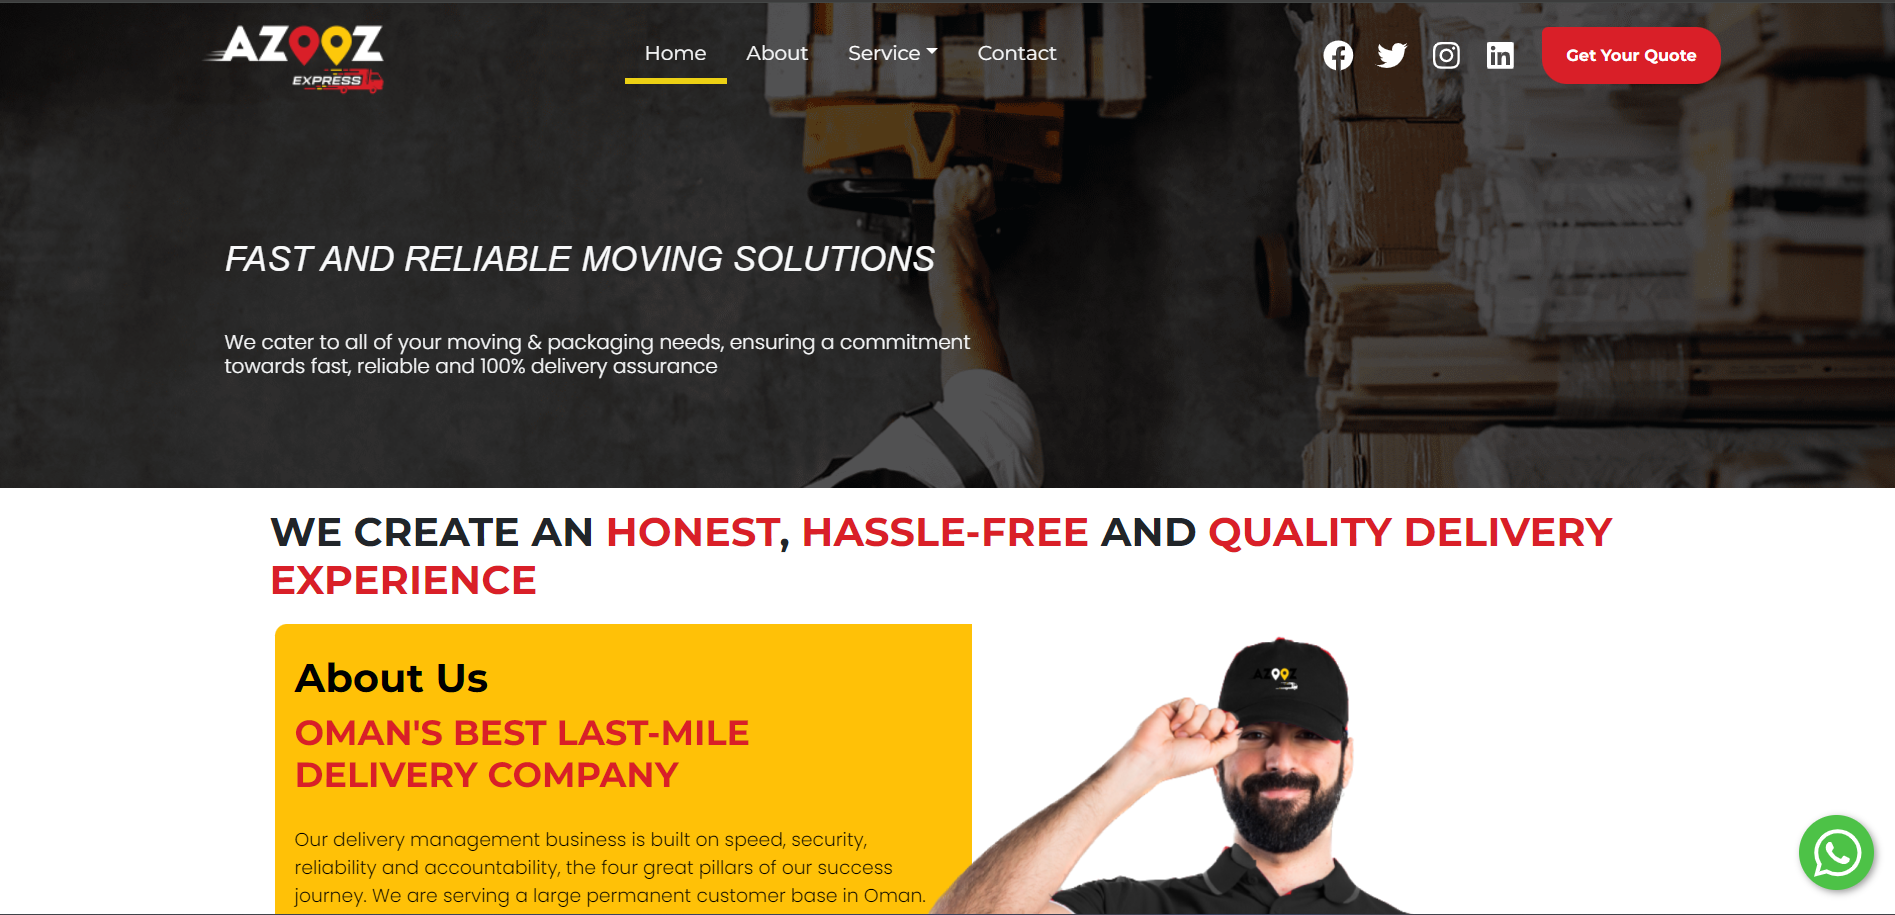 AZOOZ
EXPRESS
Home
About
Service
Contact
Get Your Quote
FAST AND RELIABLE MOVING SOLUTIONS
We cater to all of your moving & packaging needs, ensuring a commitment
towards fast, reliable and 100% delivery assurance
WE CREATE AN HONEST, HASSLE-FREE AND QUALITY DELIVERY
EXPERIENCE
About Us
OMAN'S BEST LAST-MILE
DELIVERY COMPANY
Our delivery management business is built on speed, security,
reliability and accountability, the four great pillars of our success
journey. We are serving a large permanent customer base in Oman.
AZOOZ